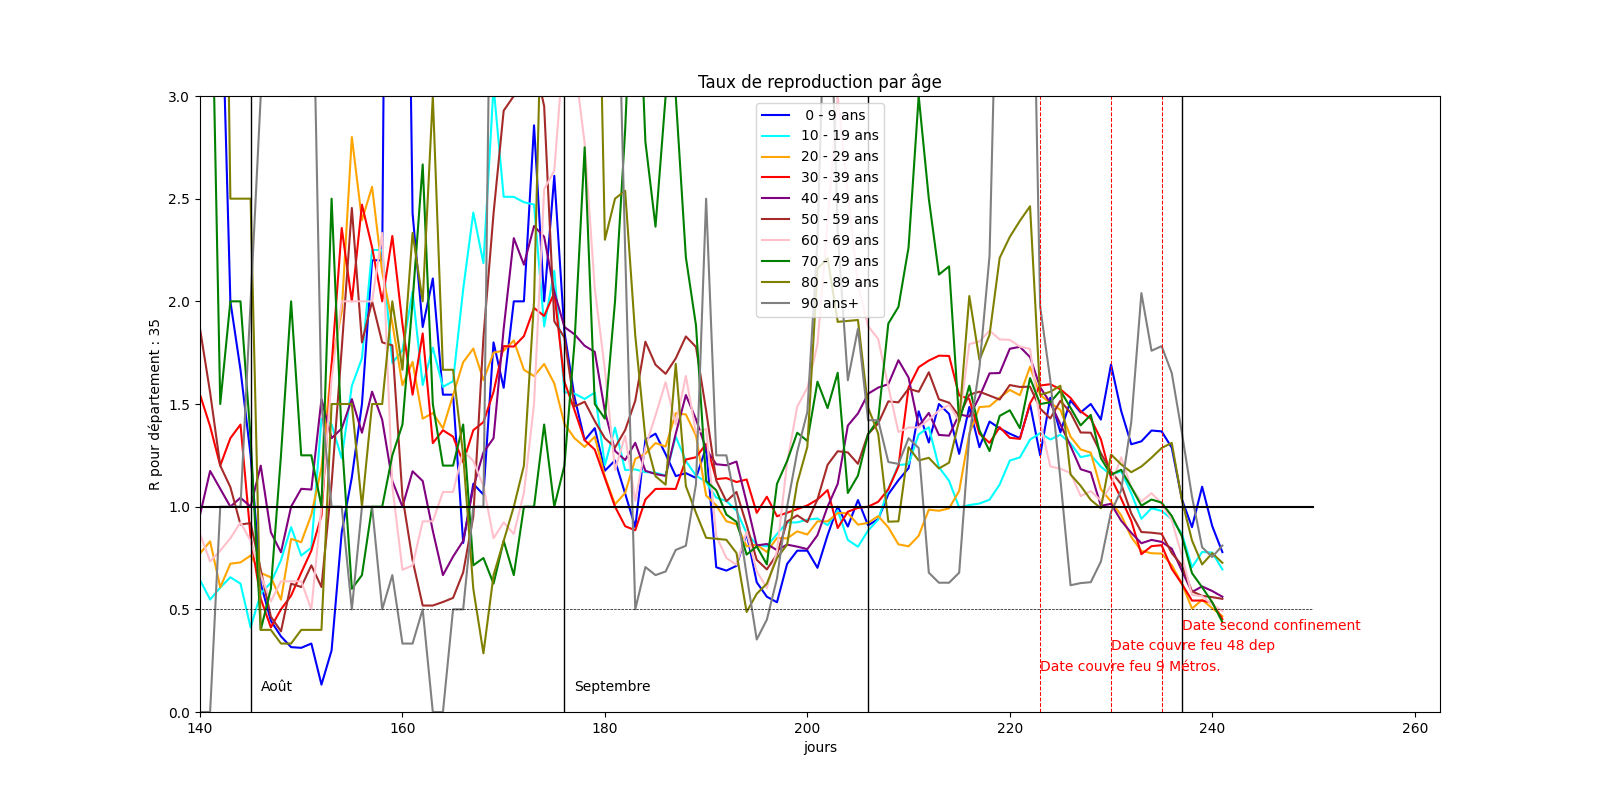 Taux de reproduction par âge
3.0
2.5
2.0
1.5
1.0
0.5
0.0
R pour département : 35
0 - 9 ans
10 - 19 ans
20 - 29 ans
30 - 39 ans
40 - 49 ans
50 - 59 ans
60 - 69 ans
70 - 79 ans
80 - 89 ans
90 ans+
Date second confinement
Date couvre feu 48 dep
Date couvre feu 9 Métros.
Août
Septembre
140
160
180
200
220
240
260
jours